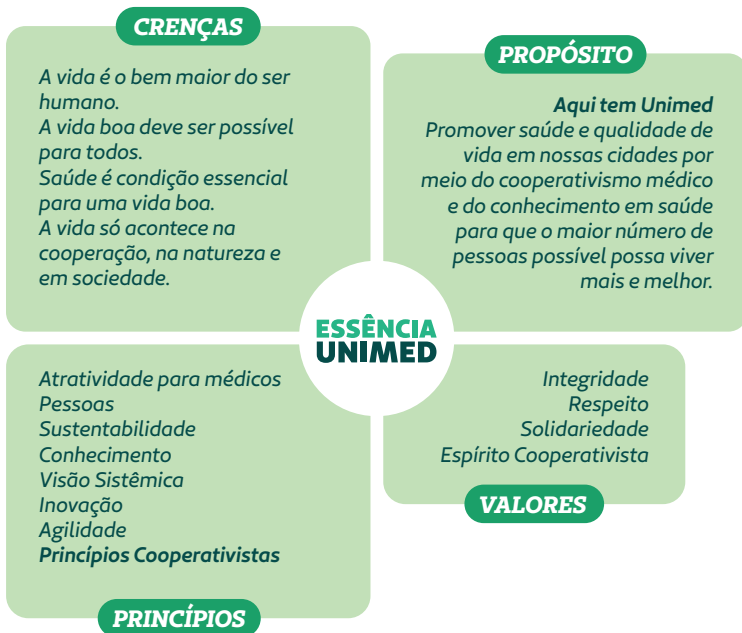 CRENÇAS
A vida é o bem maior do ser
humano.
A vida boa deve ser possível
para todos.
Saúde é condição essencial
para uma vida boa.
A vida só acontece na
cooperação, na natureza e
em sociedade.
PROPÓSITO
Aqui tem Unimed
Promover saúde e qualidade de
vida em nossas cidades por
meio do cooperativismo médico
e do conhecimento em saúde
para que o maior número de
pessoas possível possa viver
mais e melhor.
ESSÊNCIA
UNIMED
Atratividade para médicos
Pessoas
Sustentabilidade
Conhecimento
Visão Sistêmica
Inovação
Agilidade
Princípios Cooperativistas
PRINCÍPIOS
Integridade
Respeito
Solidariedade
Espírito Cooperativista
VALORES